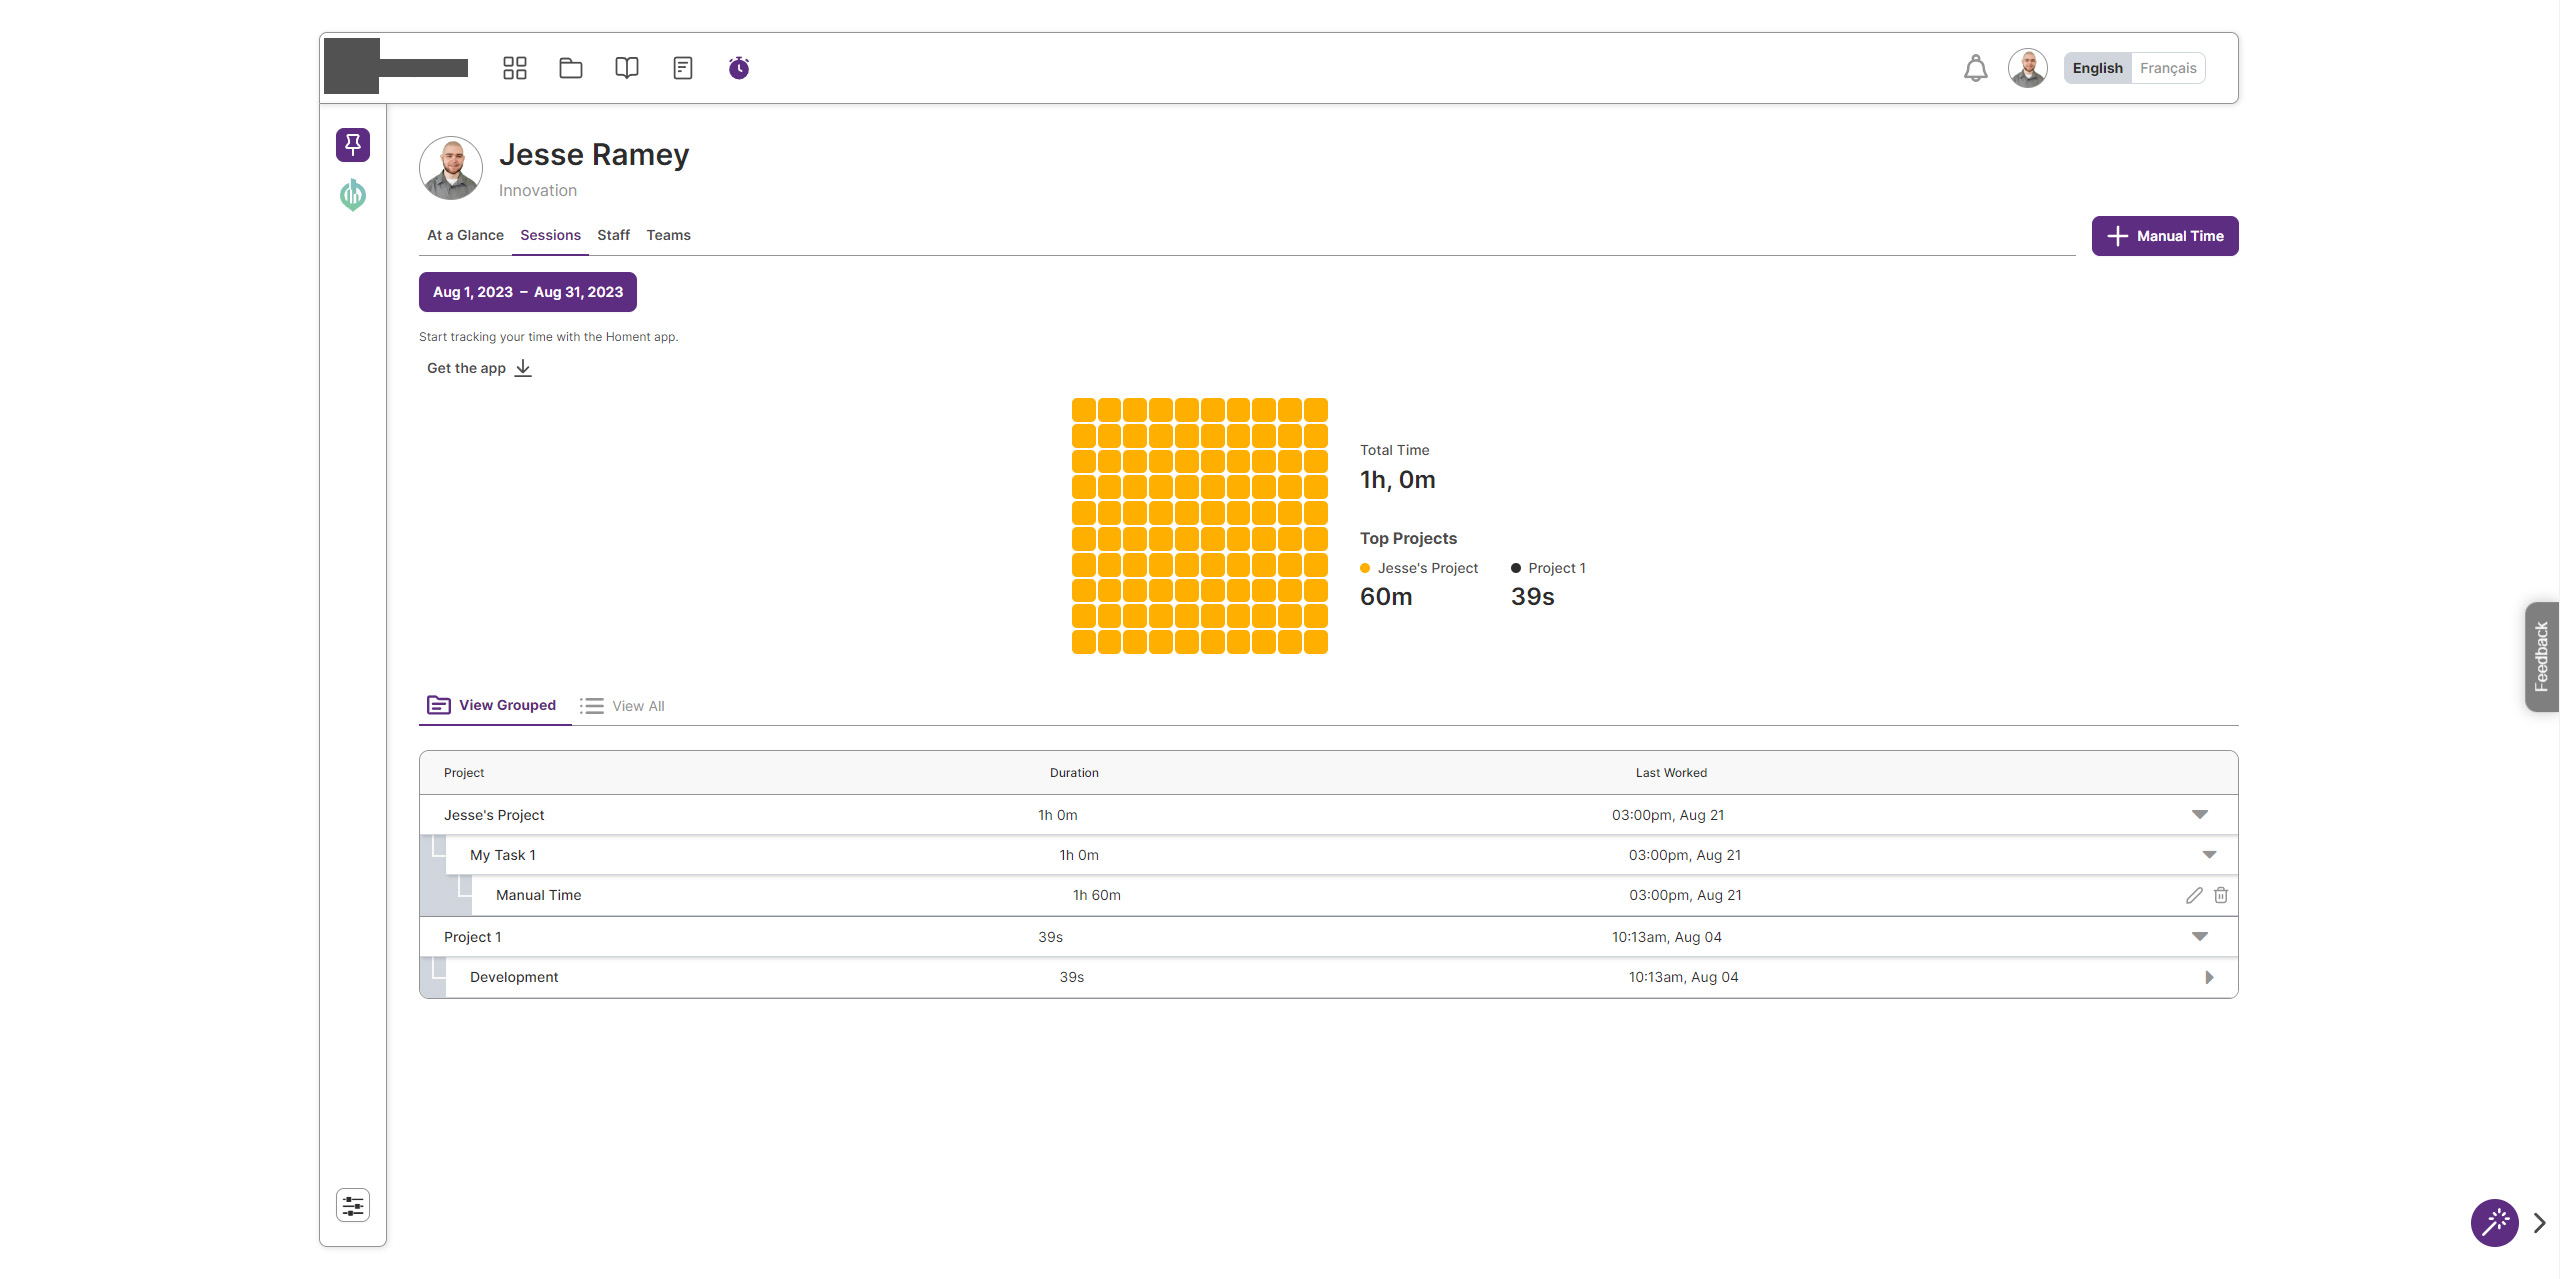 English Français
Jesse Ramey
Innovation
At a Glance Sessions Staff Teams
Manual Time
Aug 1, 2023 – Aug 31, 2023
Start tracking your time with the Homent app.
Get the app
Total Time
1h, 0m
Top Projects
Jesse's Project Project 1
60m 39s
Feedback
View Grouped View All
Project Duration Last Worked
Jesse's Project 1h 0m 03:00pm, Aug 21
My Task 1 1h 0m 03:00pm, Aug 21
Manual Time 1h 60m 03:00pm, Aug 21
Project 1 39s 10:13am, Aug 04
Development 39s 10:13am, Aug 04